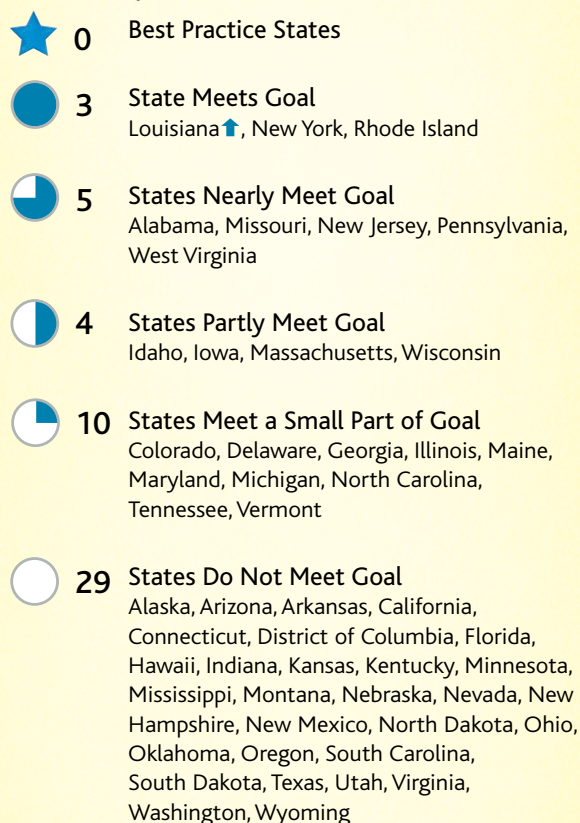 0 Best Practice States
3 State Meets Goal
Louisiana⬆, New York, Rhode Island
5 States Nearly Meet Goal
Alabama, Missouri, New Jersey, Pennsylvania,
West Virginia
4 States Partly Meet Goal
Idaho, Iowa, Massachusetts, Wisconsin
10 States Meet a Small Part of Goal
Colorado, Delaware, Georgia, Illinois, Maine,
Maryland, Michigan, North Carolina,
Tennessee, Vermont
29 States Do Not Meet Goal
Alaska, Arizona, Arkansas, California,
Connecticut, District of Columbia, Florida,
Hawaii, Indiana, Kansas, Kentucky, Minnesota,
Mississippi, Montana, Nebraska, Nevada, New
Hampshire, New Mexico, North Dakota, Ohio,
Oklahoma, Oregon, South Carolina,
South Dakota, Texas, Utah, Virginia,
Washington, Wyoming